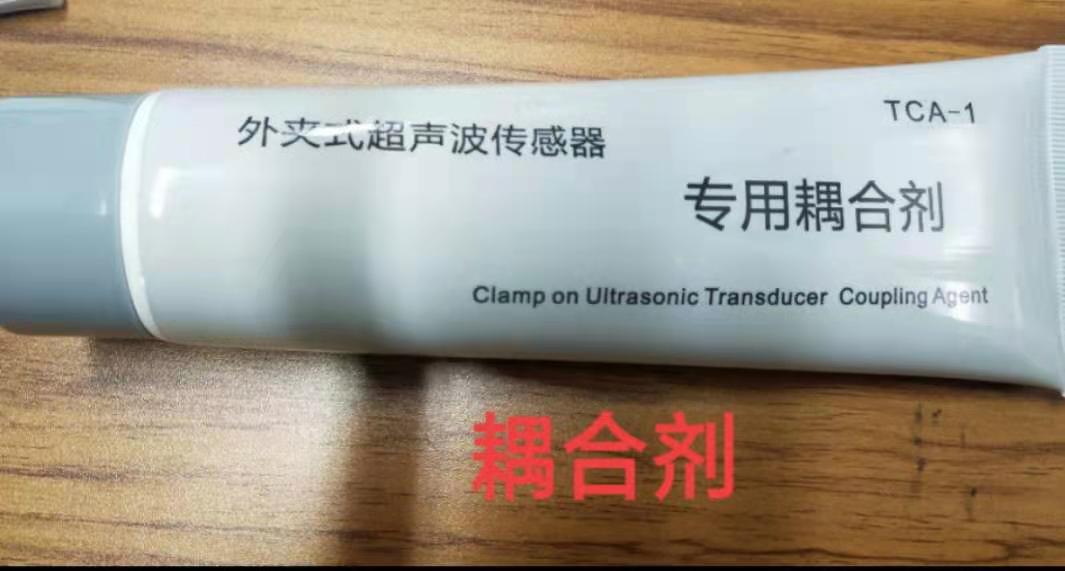 TCA-1
外夹式超声波传感器
专用耦合剂
Clamp on Ultrasonic Transducer Coupling Agent
耦合剂